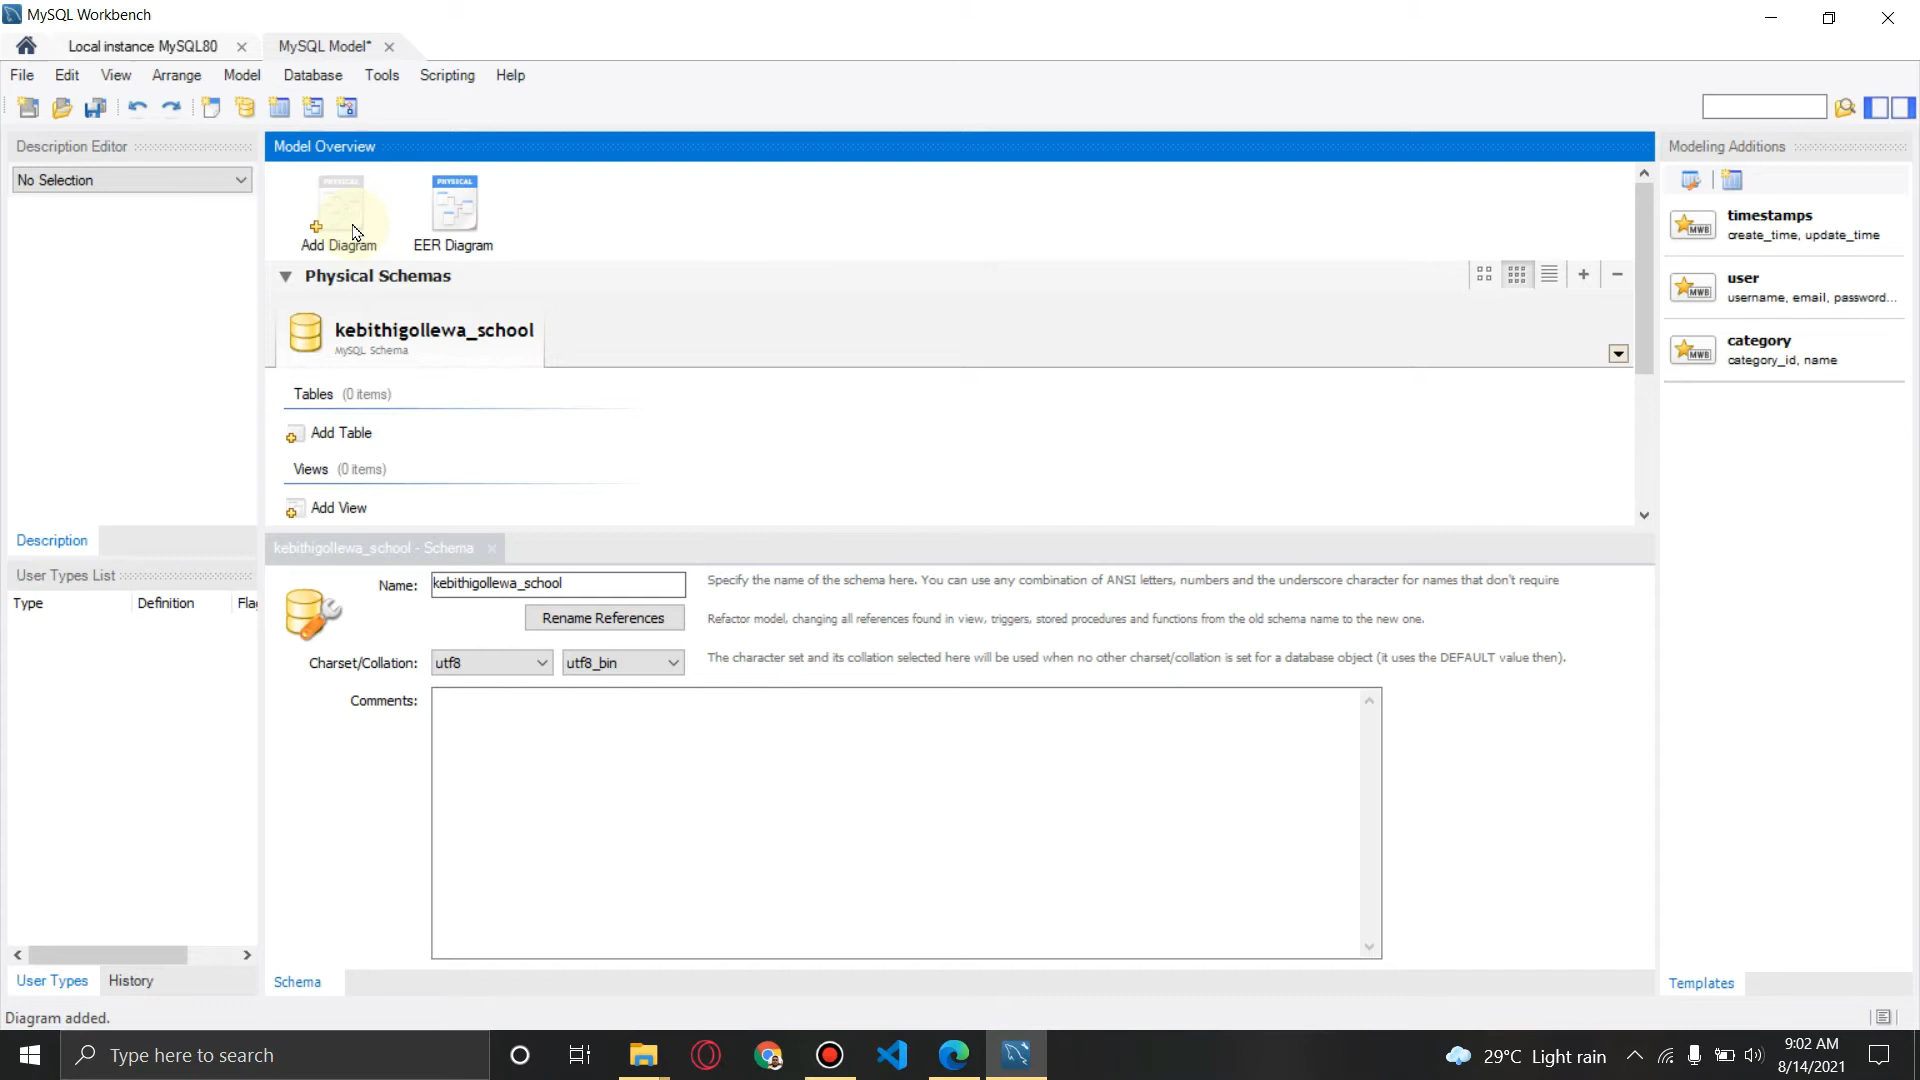 MySQL Workbench
Local instance MySQL80
MySQL Model*
File Edit View Arrange Model Database Tools Scripting Help
Description Editor
Model Overview
Modeling Additions
No Selection
PHYSICAL
PHYSICAL
Add Diagram
EER Diagram
MWB
timestamps
create_time, update_time
Physical Schemas
MWB
user
username, email, password...
kebithigollewa_school
MySQL Schema
MWB
category
category_id, name
Tables (0 items)
Add Table
Views (0 items)
Add View
Description
kebithigollewa_school - Schema
User Types List
Type Definition Flag
Name: kebithigollewa_school
Specify the name of the schema here. You can use any combination of ANSI letters, numbers and the underscore character for names that don't require
Rename References
Refactor model, changing all references found in view, triggers, stored procedures and functions from the old schema name to the new one.
Charset/Collation: utf8 utf8_bin
The character set and its collation selected here will be used when no other charset/collation is set for a database object (it uses the DEFAULT value then).
Comments:
User Types History
Schema
Templates
Diagram added.
Type here to search
29°C Light rain
9:02 AM
8/14/2021